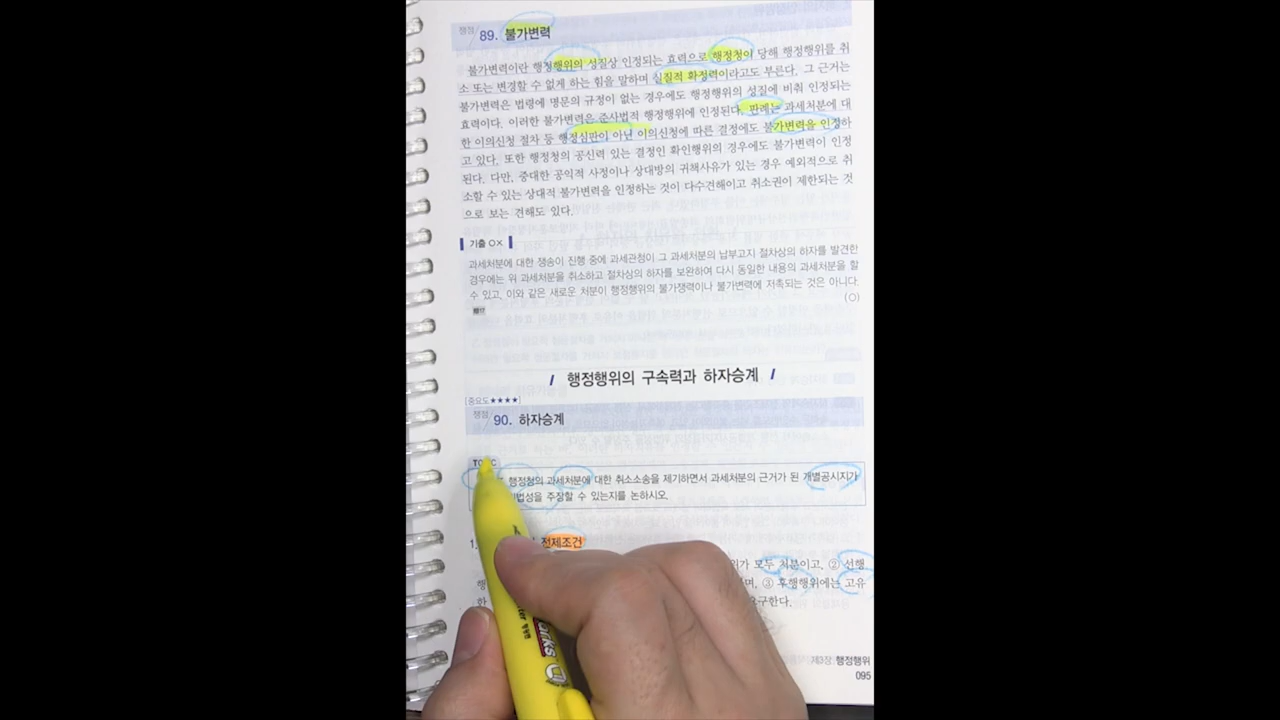 쟁점 89. 불가변력
불가변력이란 행정행위의 성질상 인정되는 효력으로 행정청이 당해 행정행위를 취
소 또는 변경할 수 없게 하는 힘을 말하며 실질적 확정력이라고도 부른다. 그 근거는
불가변력은 법령에 명문의 규정이 없는 경우에도 행정행위의 성질에 비춰 인정되는
효력이다. 이러한 불가변력은 준사법적 행정행위에 인정된다. 판례는 과세처분에 대
한 이의신청 절차 등 행정심판이 아닌 이의신청에 따른 결정에도 불가변력을 인정하
고 있다. 또한 행정청의 공신력 있는 결정인 확인행위의 경우에도 불가변력이 인정
된다. 다만, 중대한 공익적 사정이나 상대방의 귀책사유가 있는 경우 예외적으로 취
소할 수 있는 상대적 불가변력을 인정하는 것이 다수견해이고 취소권이 제한되는 것
으로 보는 견해도 있다.
기출 OX
과세처분에 대한 쟁송이 진행 중에 과세관청이 그 과세처분의 납부고지 절차상의 하자를 발견한
경우에는 위 과세처분을 취소하고 절차상의 하자를 보완하여 다시 동일한 내용의 과세처분을 할
수 있고, 이와 같은 새로운 처분이 행정행위의 불가쟁력이나 불가변력에 저촉되는 것은 아니다.
(O)
/ 행정행위의 구속력과 하자승계 /
[중요도★★★★]
쟁점 90. 하자승계
행정청의 과세처분에 대한 취소소송을 제기하면서 과세처분의 근거가 된 개별공시지가
법성을 주장할 수 있는지를 논하시오.
1. 전제조건
가 모두 처분이고, ② 선행
행 며, ③ 후행행위에는 고유
한 구한다.
제3장 행정행위
095